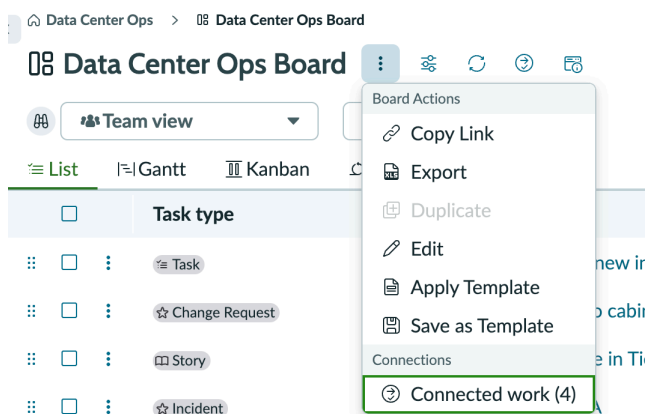 Data Center Ops > Data Center Ops Board
Data Center Ops Board
Board Actions
Team view
Copy Link
List Gantt Kanban
Export
Duplicate
Task type
Edit
Task
new
Apply Template
Change Request
Save as Template
Story
in
Connections
Connected work (4)
Incident